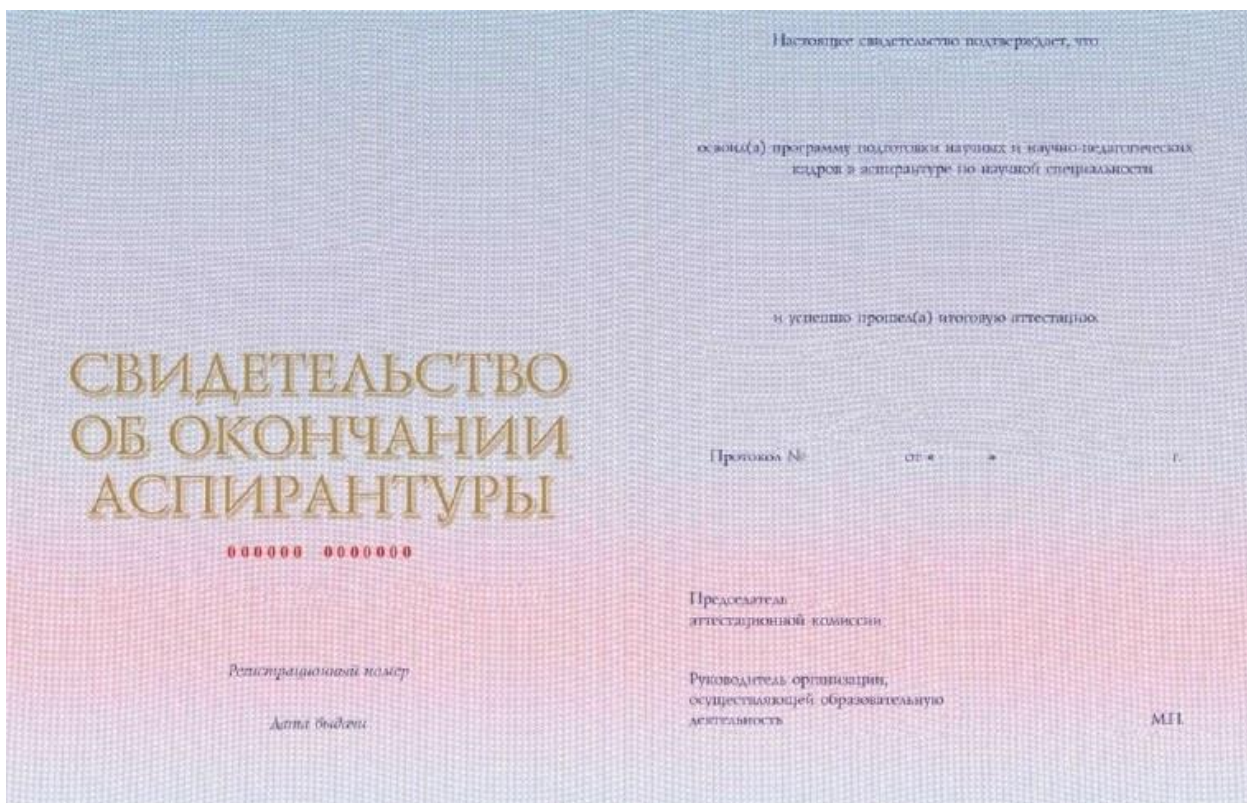 СВИДЕТЕЛЬСТВО
ОБ ОКОНЧАНИИ
АСПИРАНТУРЫ
000000 0000000
Регистрационный номер
Дата выдачи
Настоящее свидетельство подтверждает, что
освоил(а) программу подготовки научных и научно-педагогических
кадров в аспирантуре по научной специальности
и успешно прошел(а) итоговую аттестацию.
Протокол № от « » г.
Председатель
аттестационной комиссии
Руководитель организации,
осуществляющей образовательную
деятельность М.П.